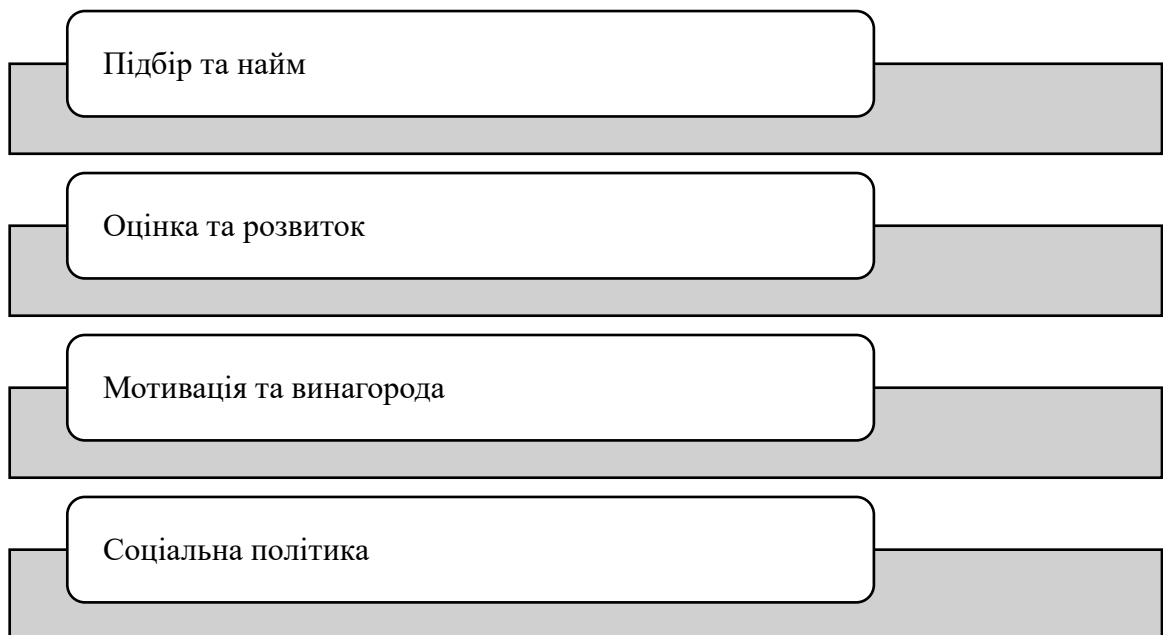 Підбір та найм
Оцінка та розвиток
Мотивація та винагорода
Соціальна політика